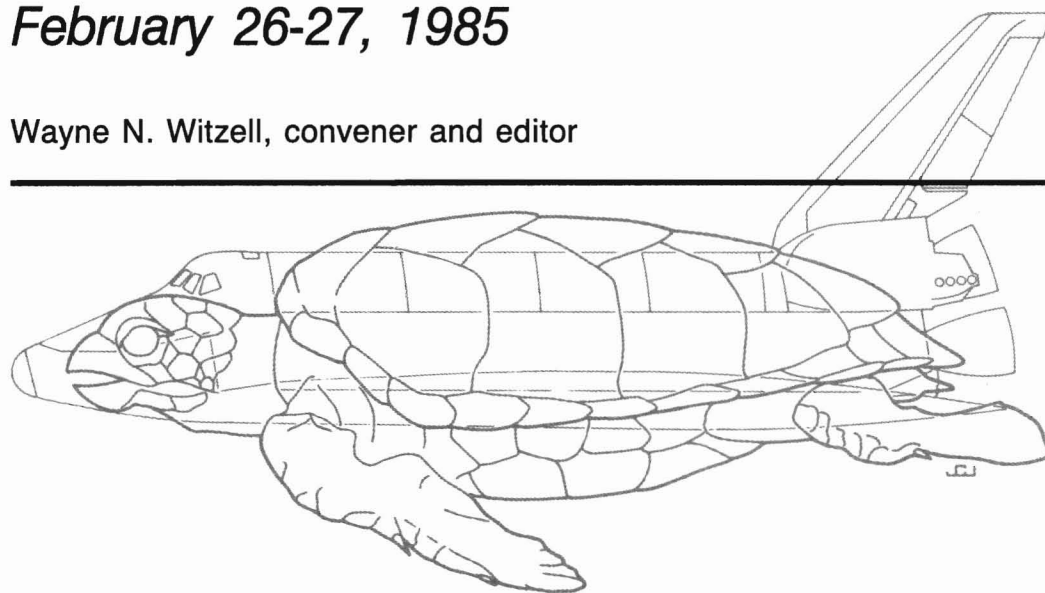 February 26-27, 1985
Wayne N. Witzell, convener and editor